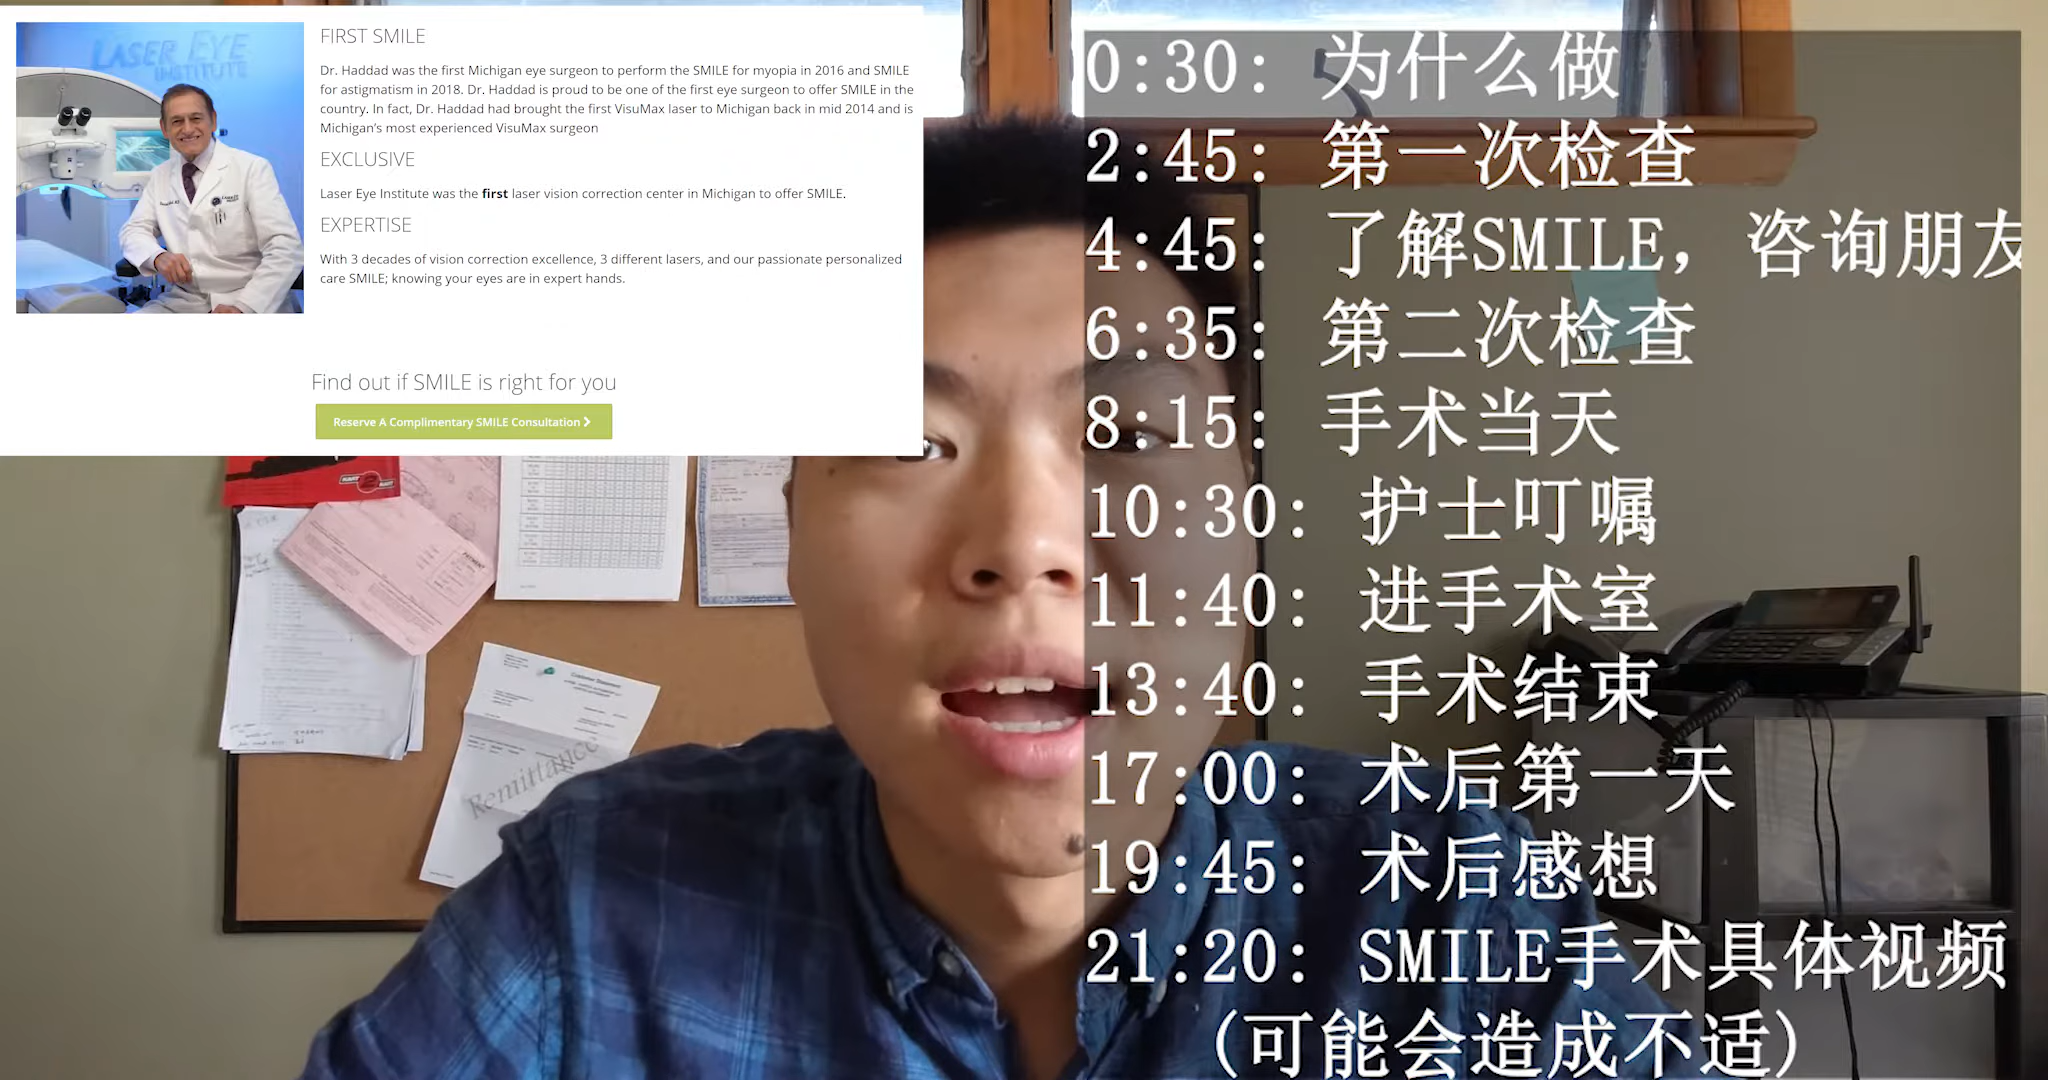 LASER EYE
INSTITUTE
FIRST SMILE
Dr. Haddad was the first Michigan eye surgeon to perform the SMILE for myopia in 2016 and SMILE
for astigmatism in 2018. Dr. Haddad is proud to be one of the first eye surgeon to offer SMILE in the
country. In fact, Dr. Haddad had brought the first VisuMax laser to Michigan back in mid 2014 and is
Michigan's most experienced VisuMax surgeon
EXCLUSIVE
Laser Eye Institute was the first laser vision correction center in Michigan to offer SMILE.
EXPERTISE
With 3 decades of vision correction excellence, 3 different lasers, and our passionate personalized
care SMILE; knowing your eyes are in expert hands.
Find out if SMILE is right for you
Reserve A Complimentary SMILE Consultation
0:30: 为什么做
2:45: 第一次检查
4:45: 了解SMILE，咨询朋友
6:35: 第二次检查
8:15: 手术当天
10:30: 护士叮嘱
11:40: 进手术室
13:40: 手术结束
17:00: 术后第一天
19:45: 术后感想
21:20: SMILE手术具体视频
(可能会造成不适)
Customer Statement
Remittance